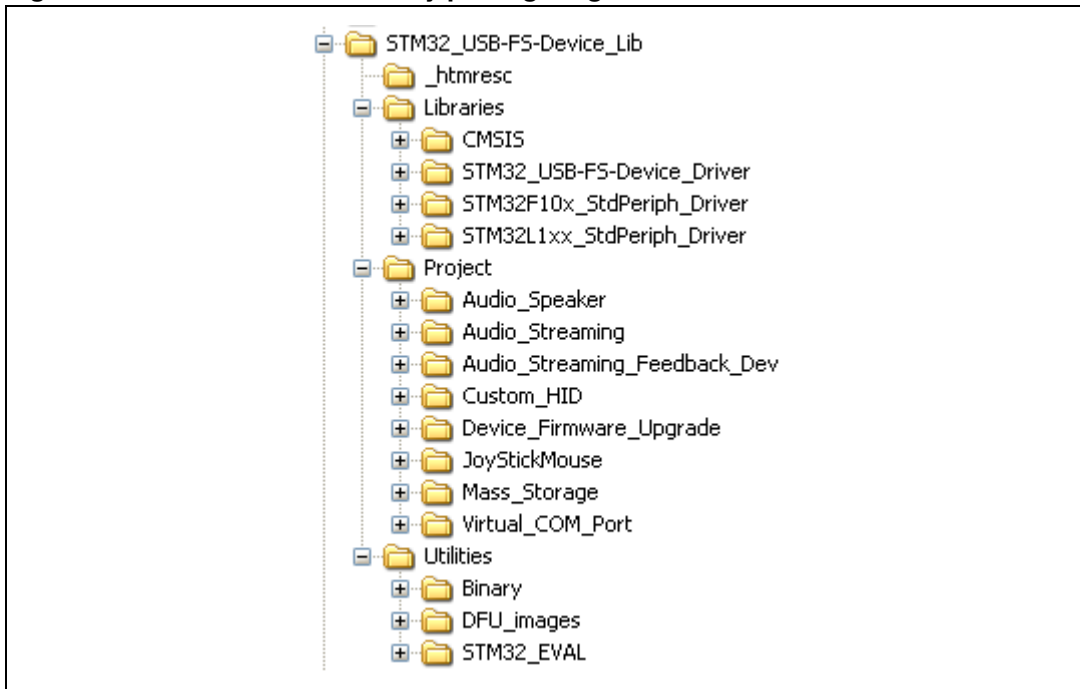 STM32_USB-FS-Device_Lib
_htmresc
Libraries
CMSIS
STM32_USB-FS-Device_Driver
STM32F10x_StdPeriph_Driver
STM32L1xx_StdPeriph_Driver
Project
Audio_Speaker
Audio_Streaming
Audio_Streaming_Feedback_Dev
Custom_HID
Device_Firmware_Upgrade
JoyStickMouse
Mass_Storage
Virtual_COM_Port
Utilities
Binary
DFU_images
STM32_EVAL